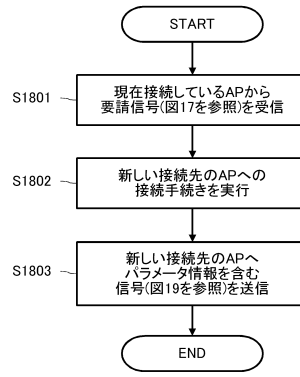 START
S1801
現在接続しているAPから
要請信号(図17を参照)を受信
S1802
新しい接続先のAPへの
接続手続きを実行
S1803
新しい接続先のAPへ
パラメータ情報を含む
信号(図19を参照)を送信
END